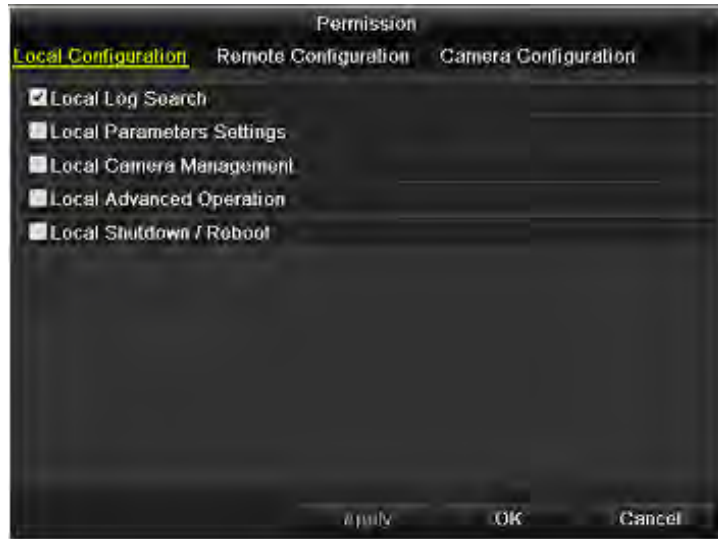 Permission
Local Configuration Remote Configuration Camera Configuration
Local Log Search
Local Parameters Settings
Local Camera Management
Local Advanced Operation
Local Shutdown / Reboot
Apply OK Cancel